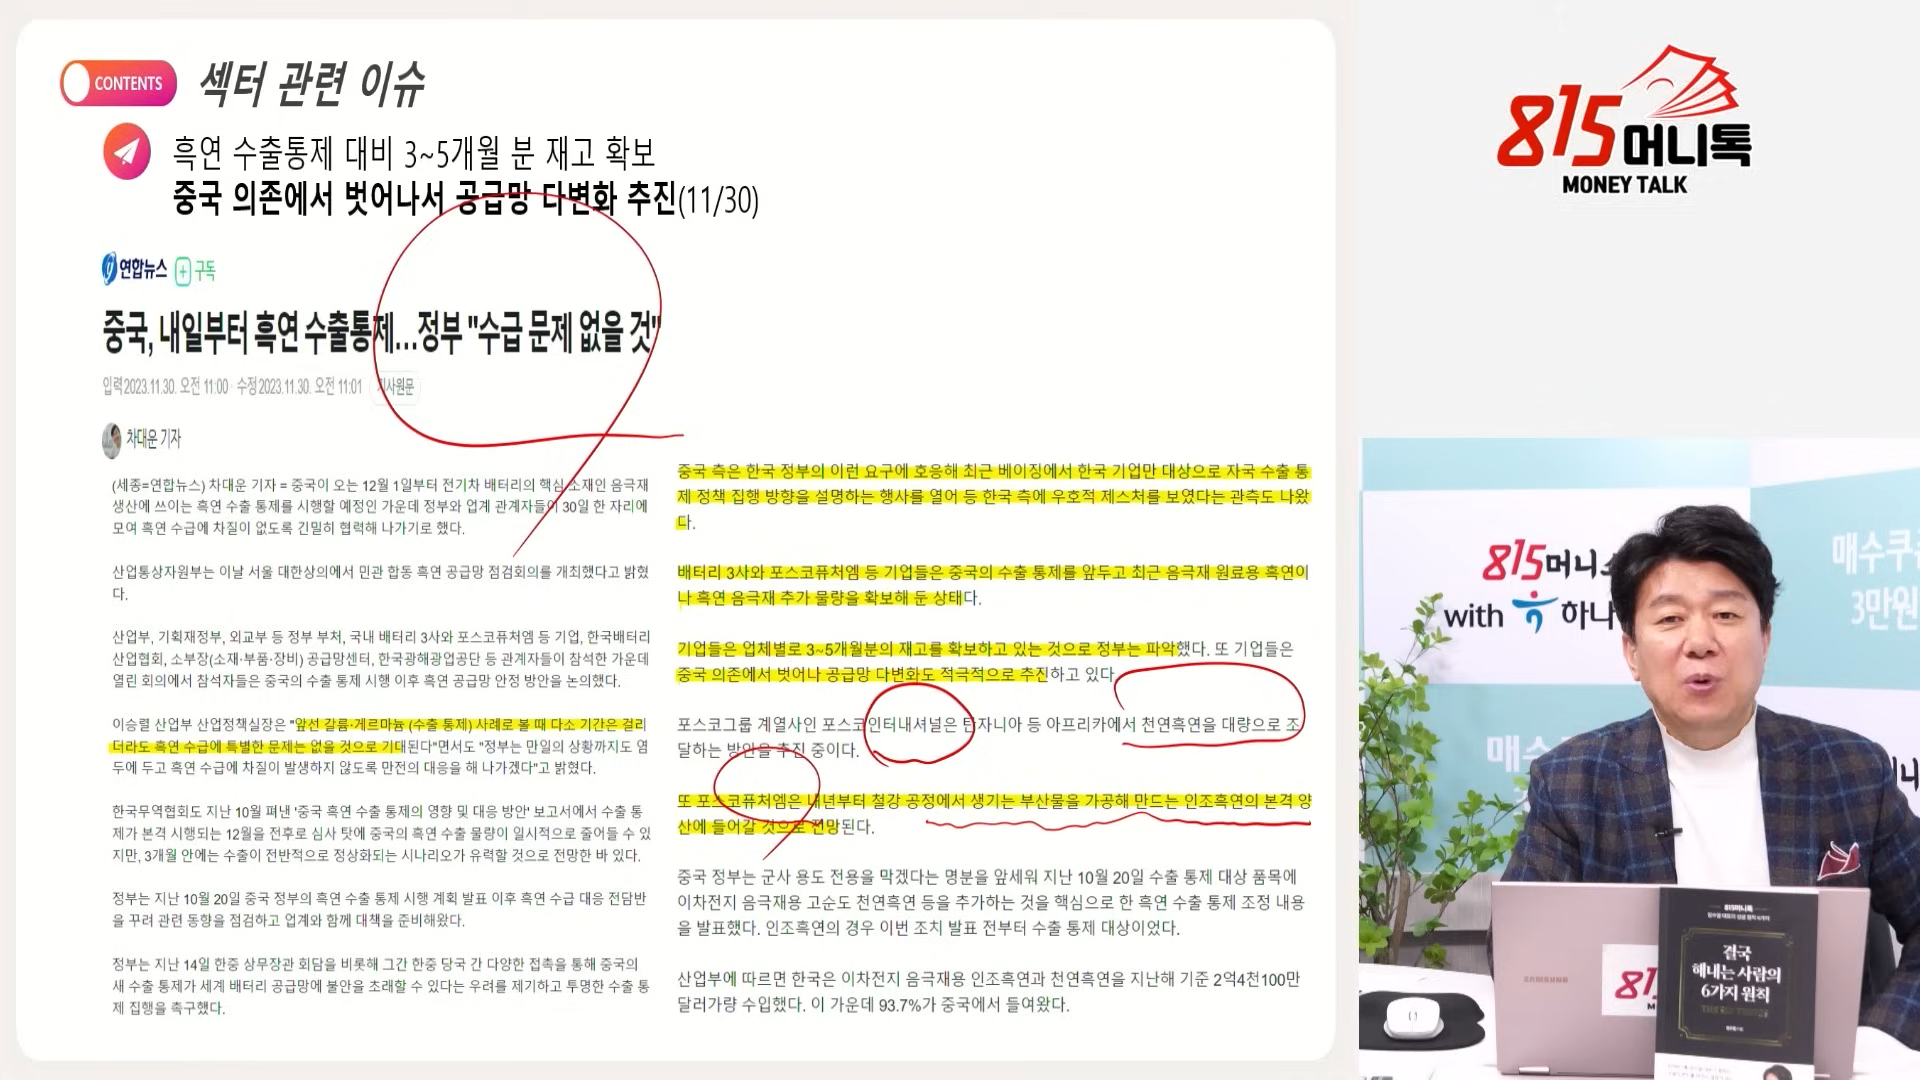 CONTENTS
섹터 관련 이슈
흑연 수출통제 대비 3~5개월 분 재고 확보
중국 의존에서 벗어나서 공급망 다변화 추진(11/30)
연합뉴스 + 구독
중국, 내일부터 흑연 수출통제...정부 "수급 문제 없을 것"
입력2023.11.30. 오전 11:00 · 수정2023.11.30. 오전 11:01 기사원문
차대운 기자
(세종=연합뉴스) 차대운 기자 = 중국이 오는 12월 1일부터 전기차 배터리의 핵심 소재인 음극재
생산에 쓰이는 흑연 수출 통제를 시행할 예정인 가운데 정부와 업계 관계자들이 30일 한 자리에
모여 흑연 수급에 차질이 없도록 긴밀히 협력해 나가기로 했다.
산업통상자원부는 이날 서울 대한상의에서 민관 합동 흑연 공급망 점검회의를 개최했다고 밝혔
다.
산업부, 기획재정부, 외교부 등 정부 부처, 국내 배터리 3사와 포스코퓨처엠 등 기업, 한국배터리
산업협회, 소부장(소재·부품·장비) 공급망센터, 한국광해광업공단 등 관계자들이 참석한 가운데
열린 회의에서 참석자들은 중국의 수출 통제 시행 이후 흑연 공급망 안정 방안을 논의했다.
이승렬 산업부 산업정책실장은 "앞선 갈륨·게르마늄 (수출 통제) 사례로 볼 때 다소 기간은 걸리
더라도 흑연 수급에 특별한 문제는 없을 것으로 기대된다"면서도 "정부는 만일의 상황까지도 염
두에 두고 흑연 수급에 차질이 발생하지 않도록 만전의 대응을 해 나가겠다"고 밝혔다.
한국무역협회도 지난 10월 펴낸 '중국 흑연 수출 통제의 영향 및 대응 방안' 보고서에서 수출 통
제가 본격 시행되는 12월을 전후로 심사 탓에 중국의 흑연 수출 물량이 일시적으로 줄어들 수 있
지만, 3개월 안에는 수출이 전반적으로 정상화되는 시나리오가 유력할 것으로 전망한 바 있다.
정부는 지난 10월 20일 중국 정부의 흑연 수출 통제 시행 계획 발표 이후 흑연 수급 대응 전담반
을 꾸려 관련 동향을 점검하고 업계와 함께 대책을 준비해왔다.
정부는 지난 14일 한중 상무장관 회담을 비롯해 그간 한중 당국 간 다양한 접촉을 통해 중국의
새 수출 통제가 세계 배터리 공급망에 불안을 초래할 수 있다는 우려를 제기하고 투명한 수출 통
제 집행을 촉구했다.
중국 측은 한국 정부의 이런 요구에 호응해 최근 베이징에서 한국 기업만 대상으로 자국 수출 통
제 정책 집행 방향을 설명하는 행사를 열어 등 한국 측에 우호적 제스처를 보였다는 관측도 나왔
다.
배터리 3사와 포스코퓨처엠 등 기업들은 중국의 수출 통제를 앞두고 최근 음극재 원료용 흑연이
나 흑연 음극재 추가 물량을 확보해 둔 상태다.
기업들은 업체별로 3~5개월분의 재고를 확보하고 있는 것으로 정부는 파악했다. 또 기업들은
중국 의존에서 벗어나 공급망 다변화도 적극적으로 추진하고 있다.
포스코그룹 계열사인 포스코인터내셔널은 탄자니아 등 아프리카에서 천연흑연을 대량으로 조
달하는 방안을 추진 중이다.
또 포스코퓨처엠은 내년부터 철강 공정에서 생기는 부산물을 가공해 만드는 인조흑연의 본격 양
산에 들어갈 것으로 전망된다.
중국 정부는 군사 용도 전용을 막겠다는 명분을 앞세워 지난 10월 20일 수출 통제 대상 품목에
이차전지 음극재용 고순도 천연흑연 등을 추가하는 것을 핵심으로 한 흑연 수출 통제 조정 내용
을 발표했다. 인조흑연의 경우 이번 조치 발표 전부터 수출 통제 대상이었다.
산업부에 따르면 한국은 이차전지 음극재용 인조흑연과 천연흑연을 지난해 기준 2억4천100만
달러가량 수입했다. 이 가운데 93.7%가 중국에서 들여왔다.
815머니톡
MONEY TALK
815머니
with 하나
매수쿠
3만원
매수
SAMSUNG
815
815머니톡
결국
해내는 사람의
6가지 원칙